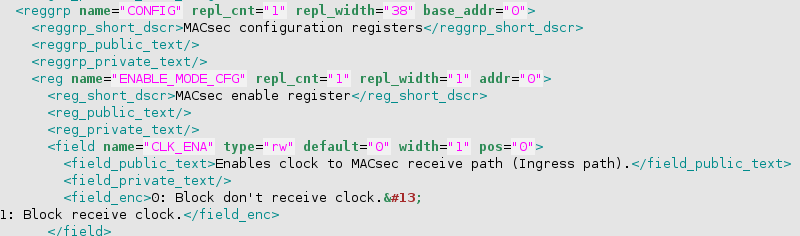 <reggrp name="CONFIG" repl_cnt="1" repl_width="38" base_addr="0">
<reggrp_short_dscr>MACsec configuration registers</reggrp_short_dscr>
<reggrp_public_text/>
<reggrp_private_text/>
<reg name="ENABLE_MODE_CFG" repl_cnt="1" repl_width="1" addr="0">
<reg_short_dscr>MACsec enable register</reg_short_dscr>
<reg_public_text/>
<reg_private_text/>
<field name="CLK_ENA" type="rw" default="0" width="1" pos="0">
<field_public_text>Enables clock to MACsec receive path (Ingress path).</field_public_text>
<field_private_text/>
<field_enc>0: Block don't receive clock.&#13;
1: Block receive clock.</field_enc>
</field>